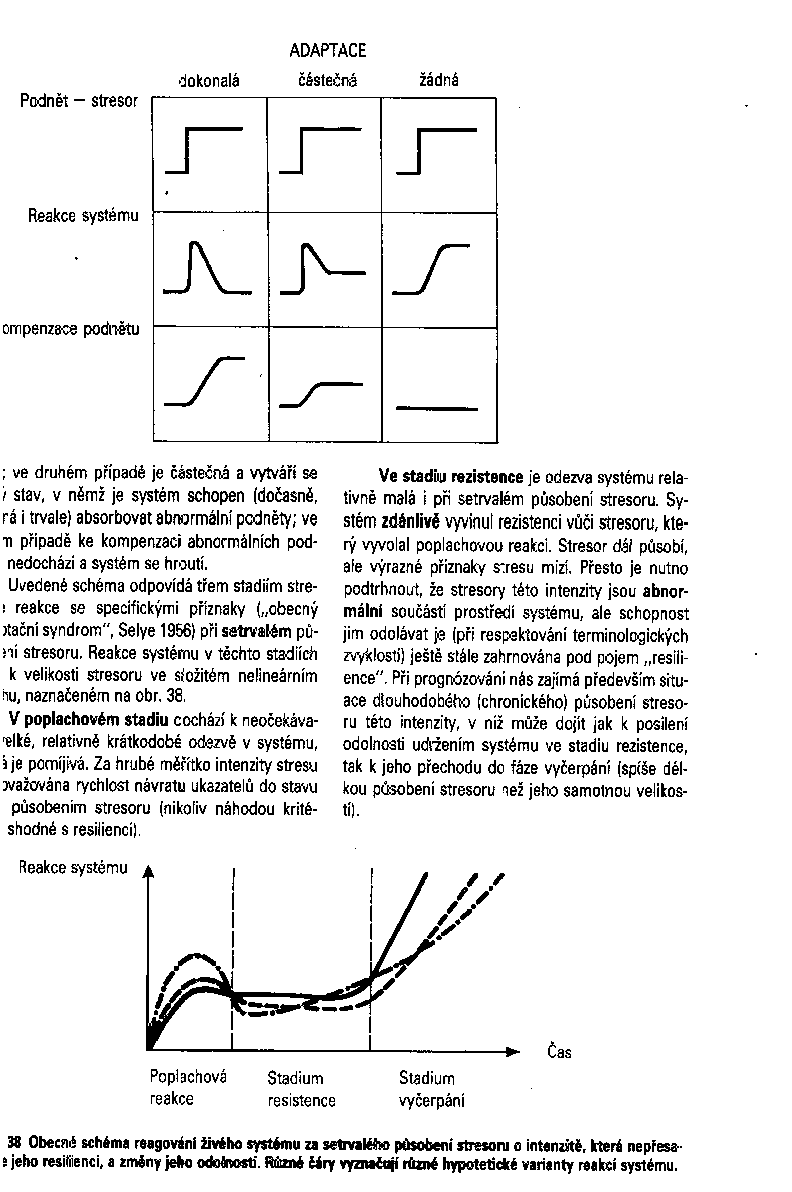 ADAPTACE
dokonalá částečná žádná
Podnět — stresor
Reakce systému
ompenzace podnětu
; ve druhém případě je částečná a vytváří se
stav, v němž je systém schopen (dočasně,
rá i trvale) absorbovat abnormální podněty; ve
případě ke kompenzaci abnormálních pod-
nedochází a systém se hroutí.
Uvedené schéma odpovídá třem stadiím stre-
reakce se specifickými příznaky („obecný
tační syndrom", Selye 1956) při setrvalém pů-
ní stresoru. Reakce systému v těchto stadiích
k velikosti stresoru ve složitém nelineárním
hu, naznačeném na obr. 38.
V poplachovém stadiu cochází k neočekáva-
elké, relativně krátkodobé odezvě v systému,
á je pomíjivá. Za hrubé měřítko intenzity stresu
považována rychlost návratu ukazatelů do stavu
působením stresoru (nikoliv náhodou krité-
shodné s resiliencí).
Ve stadiu rezistence je odezva systému rela-
tivně malá i při setrvalém působení stresoru. Sy-
stém zdánlivě vyvinul rezistenci vůči stresoru, kte-
rý vyvolal poplachovou reakci. Stresor dál působí,
ale výrazné příznaky stresu mizí. Přesto je nutno
podtrhnout, že stresory této intenzity jsou abnor-
mální součástí prostředí systému, ale schopnost
jim odolávat je (při respektování terminologických
zvyklostí) ještě stále zahrnována pod pojem „resili-
ence". Při prognózování nás zajímá především situ-
ace dlouhodobého (chronického) působení streso-
ru této intenzity, v níž může dojít jak k posílení
odolnosti udržením systému ve stadiu rezistence,
tak k jeho přechodu do fáze vyčerpání (spíše dél-
kou působení stresoru než jeho samotnou velikos-
tí).
Reakce systému
Čas
Poplachová reakce
Stadium resistence
Stadium vyčerpání
38 Obecné schéma reagování živého systému za setrvalého působení stresoru o intenzitě, která nepřesa-
jeho resilienci, a změny jeho odolnosti. Různé čáry vyznačují různé hypotetické varianty reakcí systému.